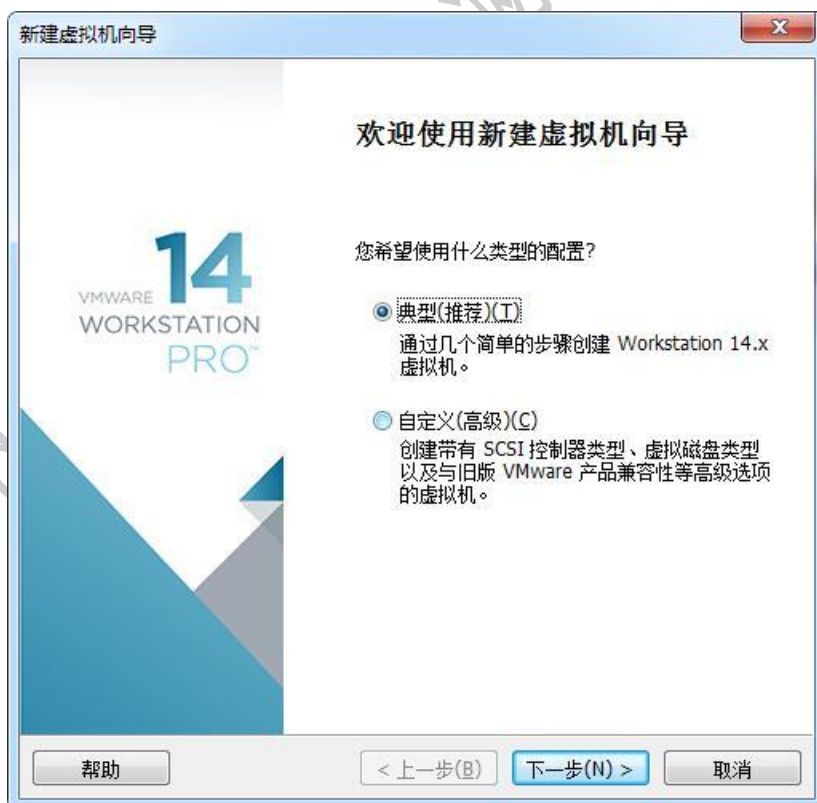 新建虚拟机向导
欢迎使用新建虚拟机向导
14
VMWARE
WORKSTATION
PRO™
您希望使用什么类型的配置?
典型(推荐)(T)
通过几个简单的步骤创建 Workstation 14.x
虚拟机。
自定义(高级)(C)
创建带有 SCSI 控制器类型、虚拟磁盘类型
以及与旧版 VMware 产品兼容性等高级选项
的虚拟机。
帮助
< 上一步(B)
下一步(N) >
取消